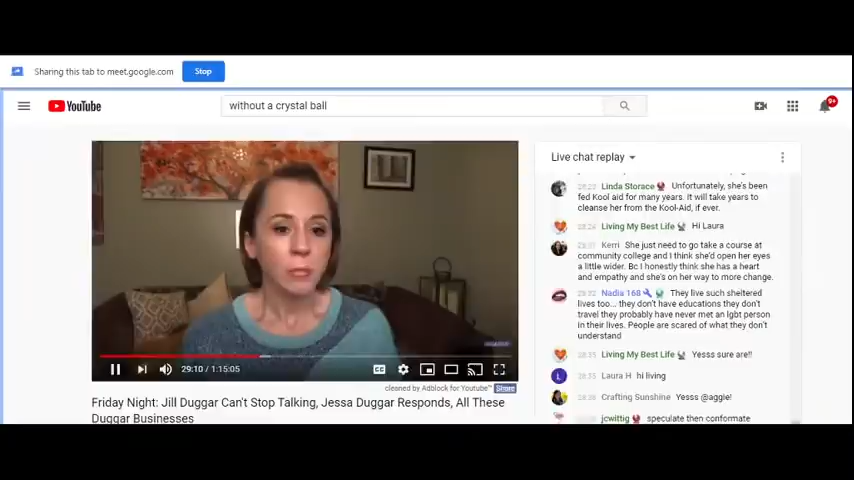 Sharing this tab to meet.google.com
Stop
YouTube
without a crystal ball
9+
Live chat replay
Linda Storace Unfortunately, she's been
fed Kool aid for many years. It will take years to
cleanse her from the Kool-Aid, if ever.
Living My Best Life Hi Laura
Kerri She just need to go take a course at
community college and I think she'd open her eyes
a little wider. Bc I honestly think she has a heart
and empathy and she's on her way to more change.
Nadia 168 They live such sheltered
lives too... they don't have educations they don't
travel they probably have never met an lgbt person
in their lives. People are scared of what they don't
understand
Living My Best Life Yesss sure are!!
L
Laura H hi living
Crafting Sunshine Yesss @aggie!
jcwittig speculate then conformate
29:10 / 1:15:05
cleaned by Adblock for Youtube™ Share
Friday Night: Jill Duggar Can't Stop Talking, Jessa Duggar Responds, All These
Duggar Businesses